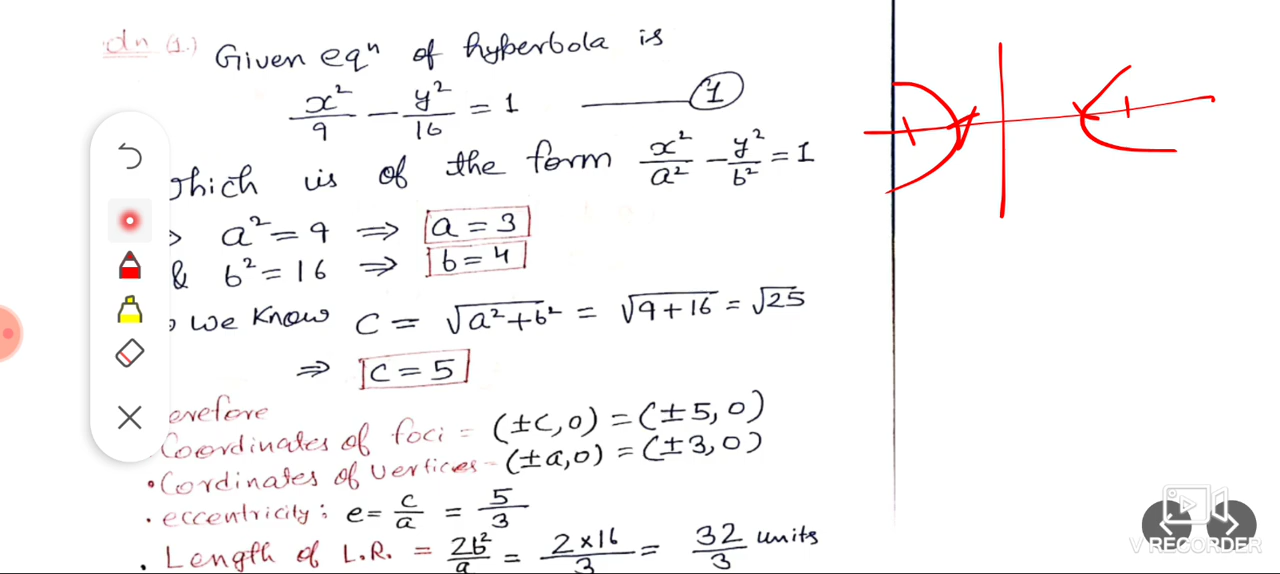 dn (1.) Given eqⁿ of hyperbola is
x²/9 - y²/16 = 1 ——— ①
which is of the form x²/a² - y²/b² = 1
a² = 9 ⇒ a = 3
& b² = 16 ⇒ b = 4
we know c = √(a²+b²) = √(9+16) = √25
⇒ c = 5
erefore
Coordinates of foci = (±c, 0) = (±5, 0)
• Cordinates of vertices - (±a, 0) = (±3, 0)
• eccentricity : e = c/a = 5/3
• Length of L.R. = 2b²/a = 2×16/3 = 32/3 units
V RECORDER